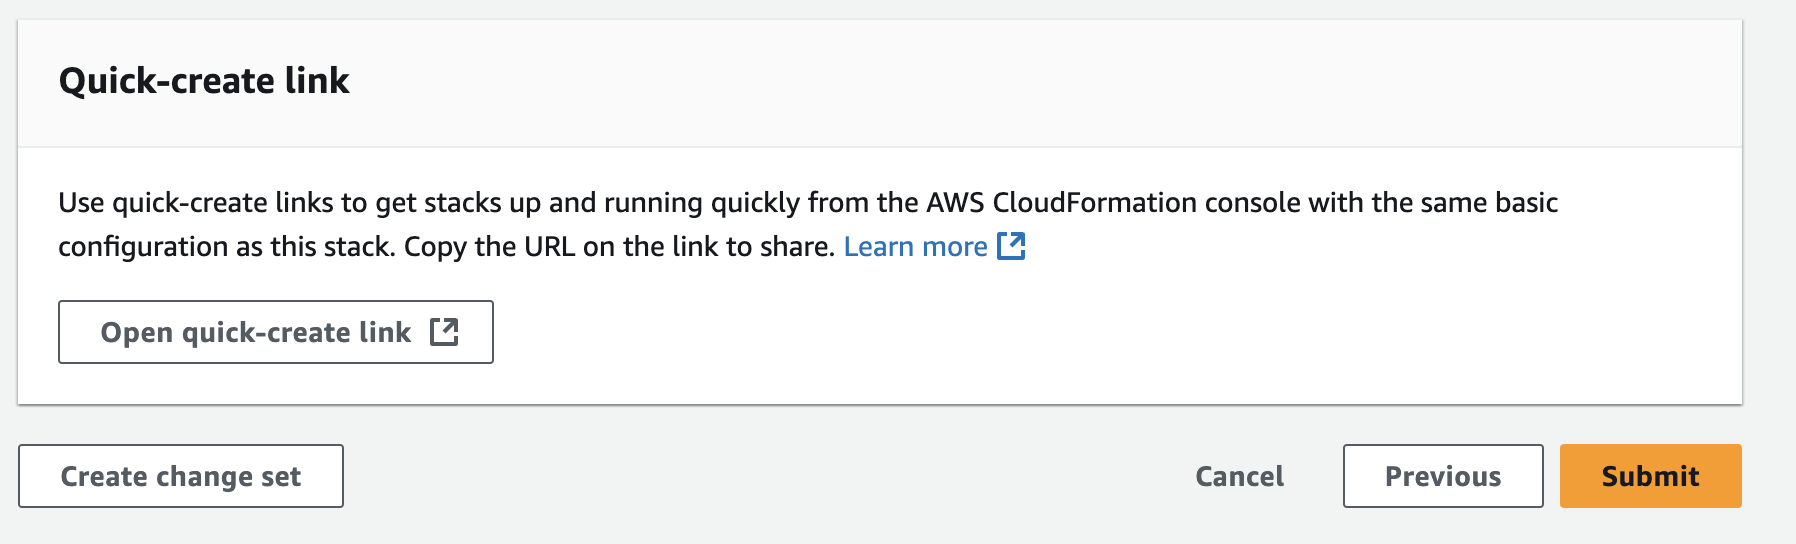 Quick-create link
Use quick-create links to get stacks up and running quickly from the AWS CloudFormation console with the same basic
configuration as this stack. Copy the URL on the link to share. Learn more
Open quick-create link
Create change set
Cancel
Previous
Submit